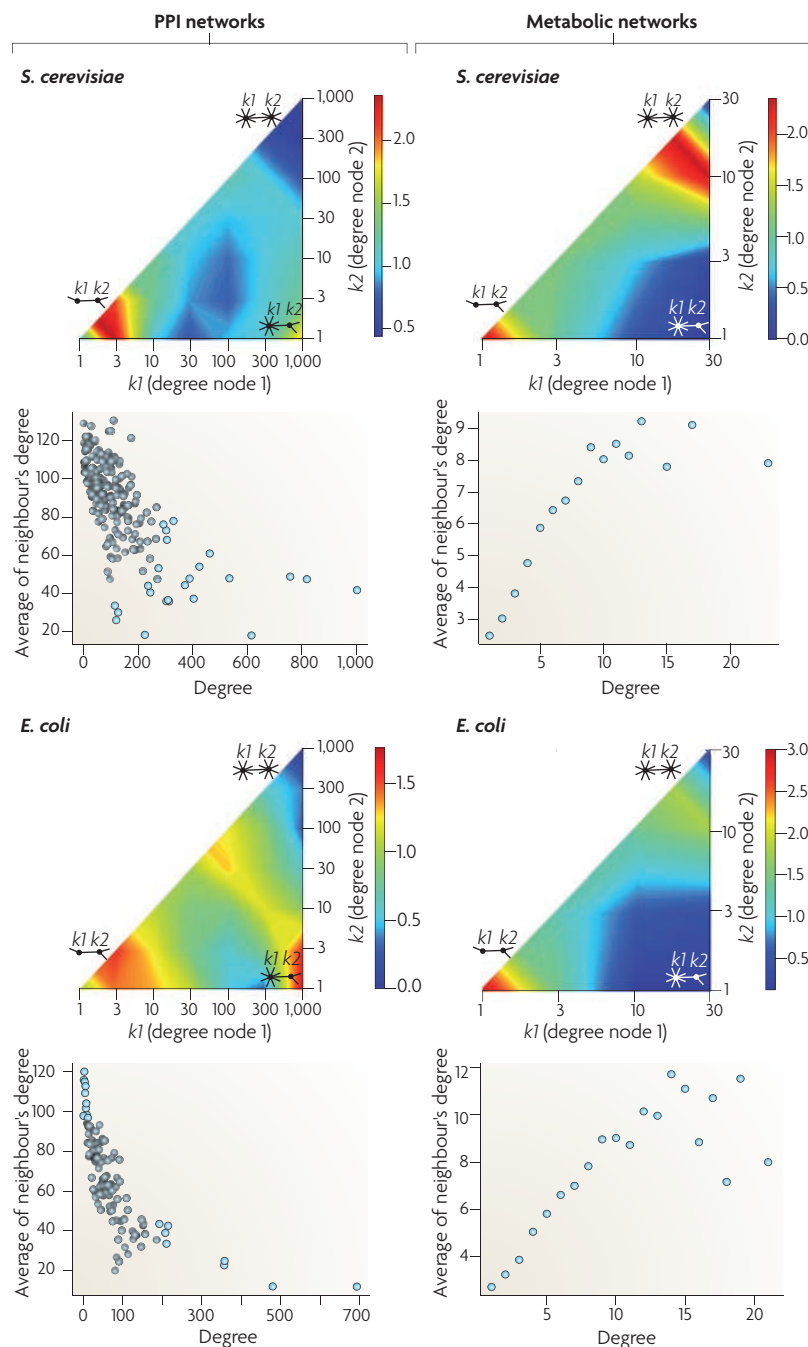 PPI networks
Metabolic networks
S. cerevisiae
k1 k2
1,000
300
100
30
10
3
1
k2 (degree node 2)
2.0
1.5
1.0
0.5
k1 k2
k1 k2
1 3 10 30 100 300 1,000
k1 (degree node 1)
S. cerevisiae
k1 k2
30
10
3
1
k2 (degree node 2)
2.0
1.5
1.0
0.5
0.0
k1 k2
k1 k2
1 3 10 30
k1 (degree node 1)
Average of neighbour's degree
120
100
80
60
40
20
0 200 400 600 800 1,000
Degree
Average of neighbour's degree
9
8
7
6
5
4
3
5 10 15 20
Degree
E. coli
k1 k2
1,000
300
100
30
10
3
1
k2 (degree node 2)
1.5
1.0
0.5
0.0
k1 k2
k1 k2
1 3 10 30 100 300 1,000
k1 (degree node 1)
E. coli
k1 k2
30
10
3
1
k2 (degree node 2)
3.0
2.5
2.0
1.5
1.0
0.5
k1 k2
k1 k2
1 3 10 30
k1 (degree node 1)
Average of neighbour's degree
120
100
80
60
40
20
0 100 300 500 700
Degree
Average of neighbour's degree
12
10
8
6
4
5 10 15 20
Degree